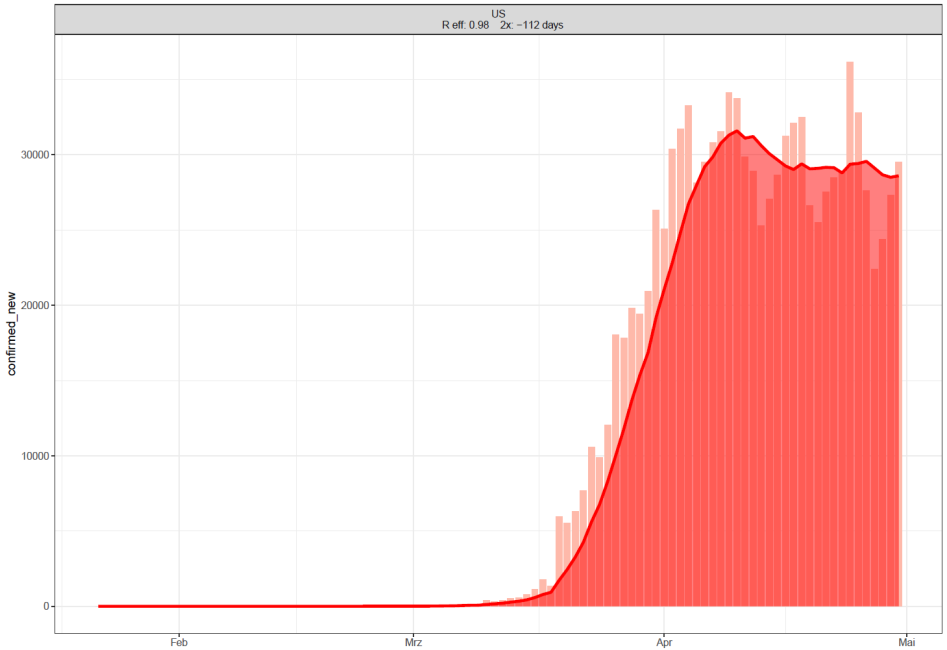 US
R eff: 0.98 2x: −112 days
confirmed_new
30000
20000
10000
0
Feb Mrz Apr Mai